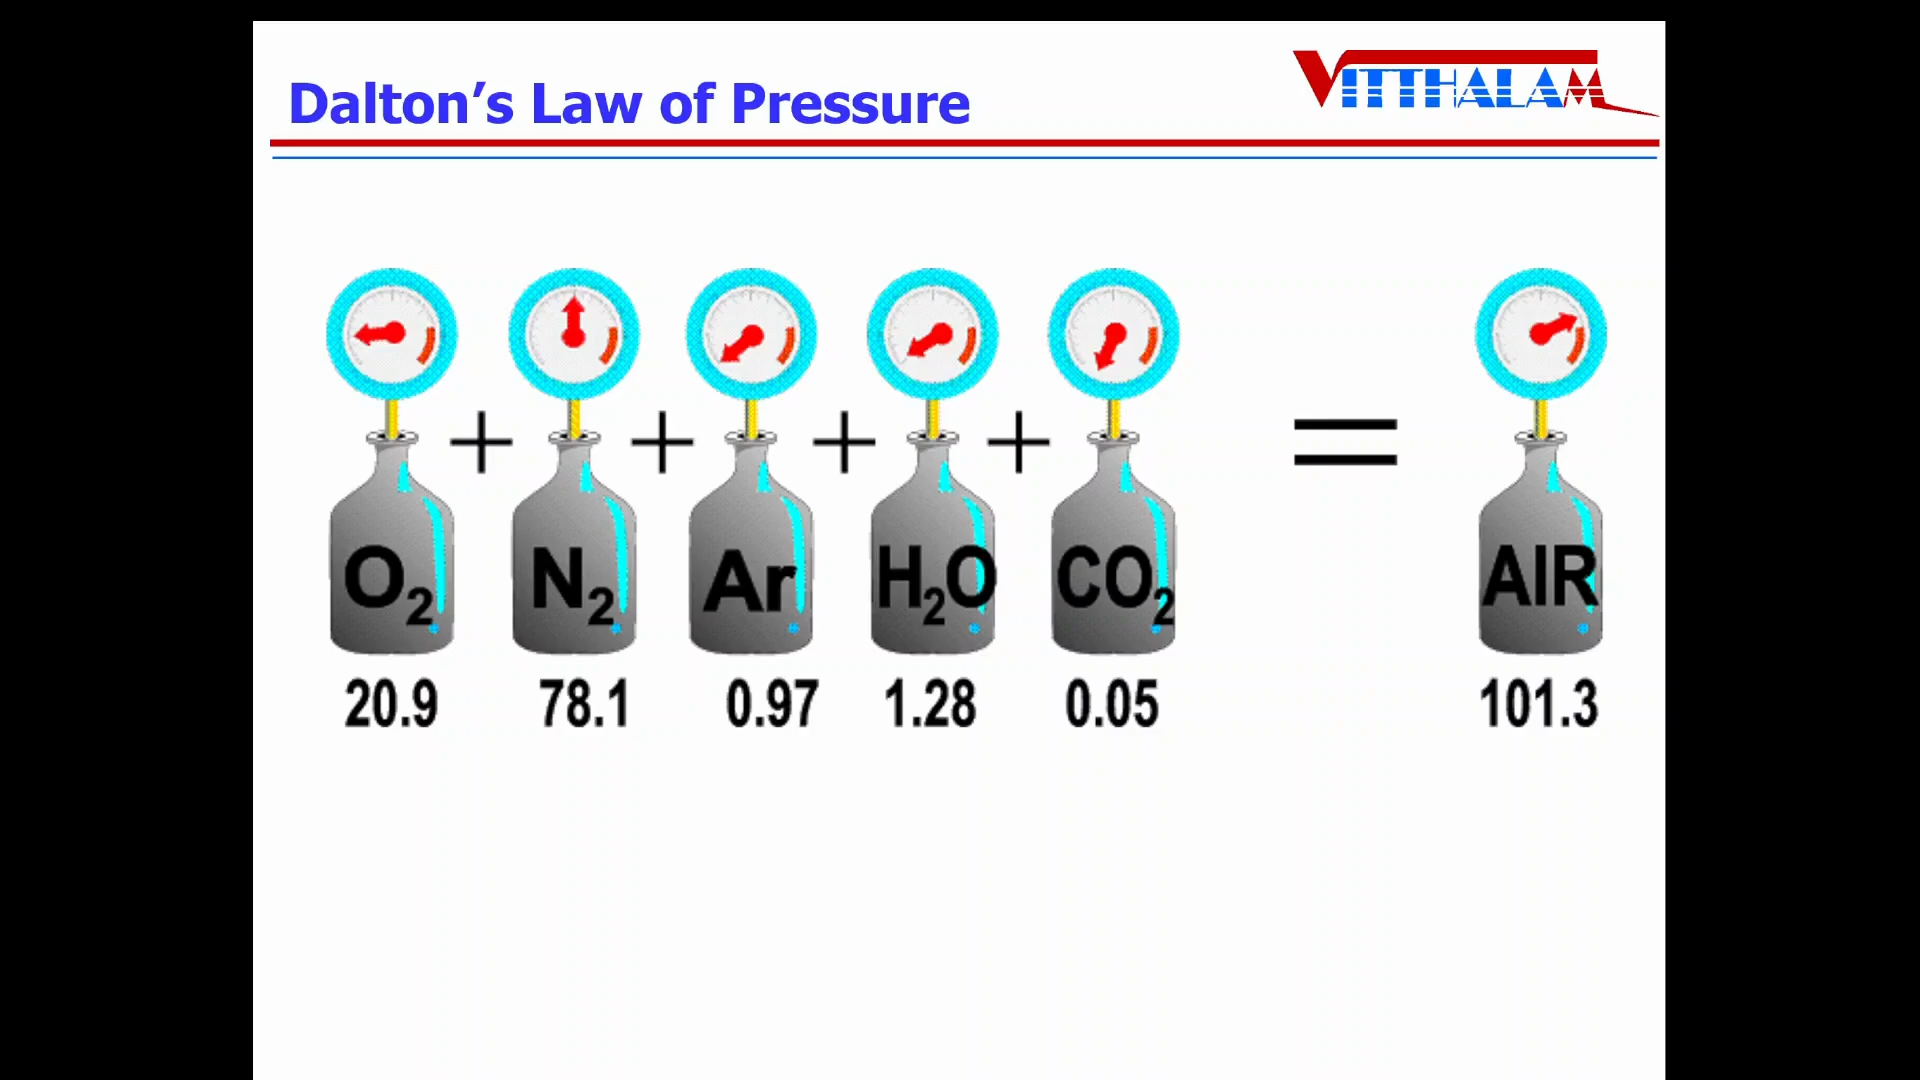 Dalton’s Law of Pressure
VITTHALAM
+ + + + =
O₂ N₂ Ar H₂O CO₂ AIR
20.9 78.1 0.97 1.28 0.05 101.3